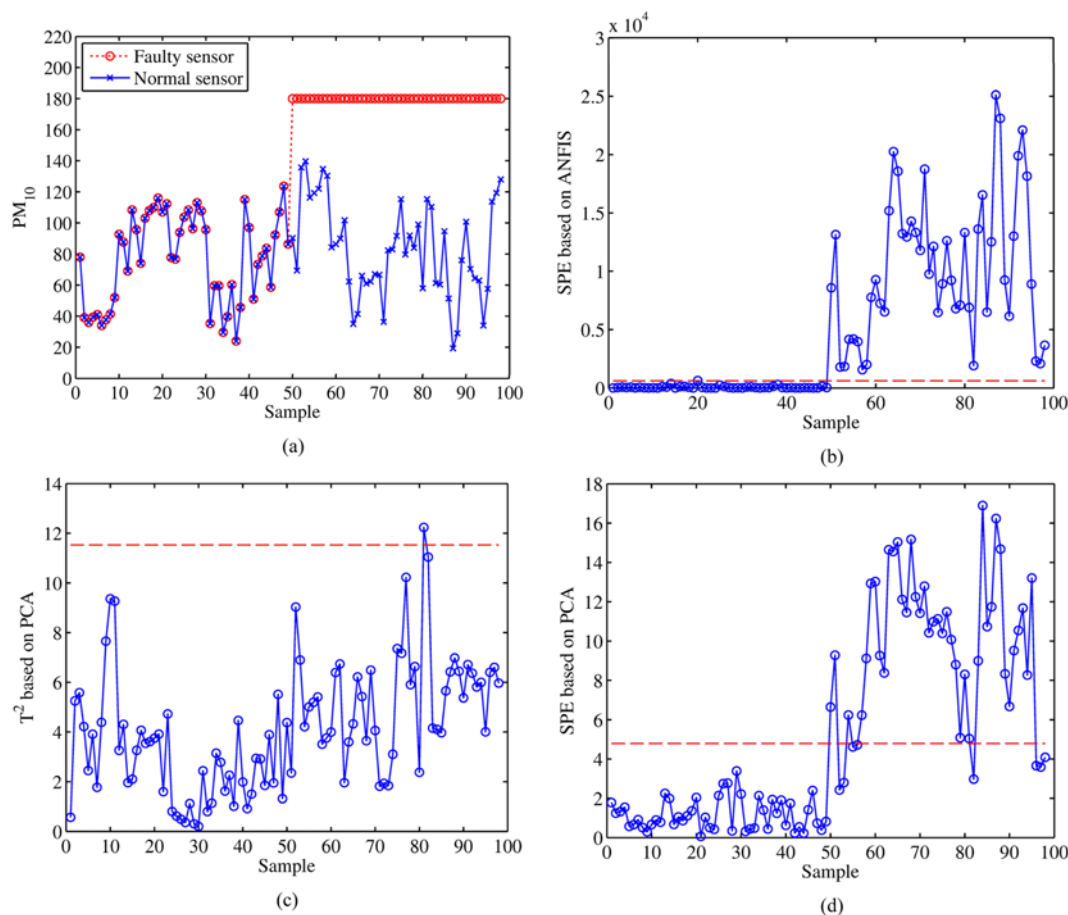 220
200
180
160
140
120
100
80
60
40
20
0
Faulty sensor
Normal sensor
PM10
0 10 20 30 40 50 60 70 80 90 100
Sample
(a)
x 10^4
3
2.5
2
1.5
1
0.5
0
SPE based on ANFIS
0 20 40 60 80 100
Sample
(b)
14
12
10
8
6
4
2
0
T^2 based on PCA
0 10 20 30 40 50 60 70 80 90 100
Sample
(c)
18
16
14
12
10
8
6
4
2
0
SPE based on PCA
0 10 20 30 40 50 60 70 80 90 100
Sample
(d)